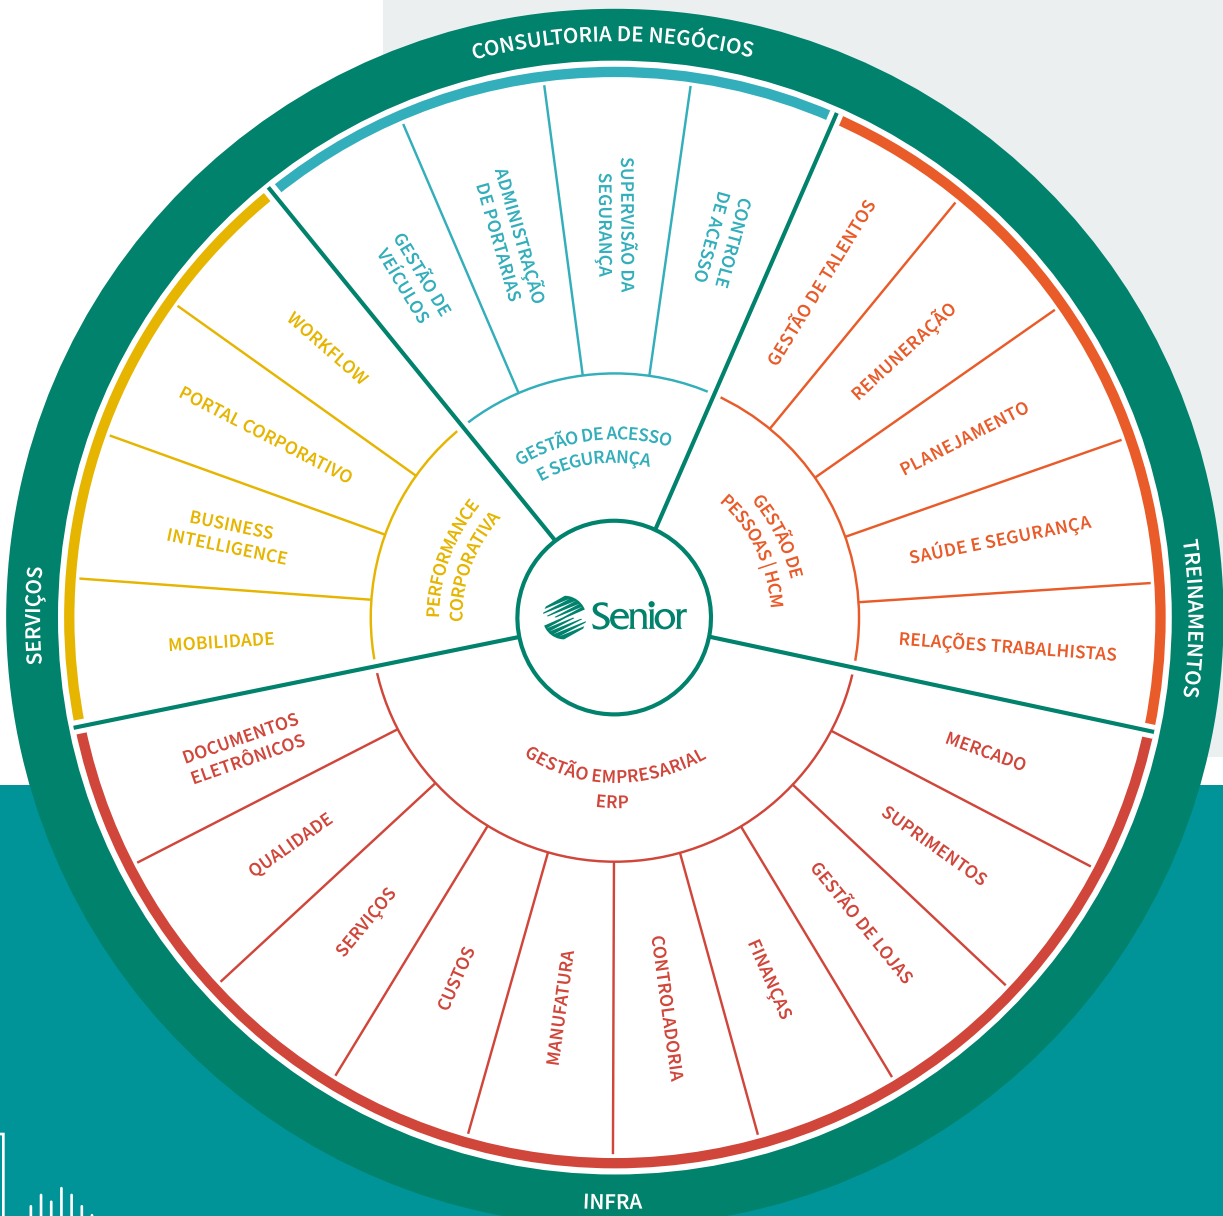 CONSULTORIA DE NEGÓCIOS
GESTÃO DE
VEÍCULOS
ADMINISTRAÇÃO
DE PORTARIAS
SUPERVISÃO DA
SEGURANÇA
CONTROLE
DE ACESSO
GESTÃO DE ACESSO
E SEGURANÇA
GESTÃO DE TALENTOS
REMUNERAÇÃO
PLANEJAMENTO
SAÚDE E SEGURANÇA
RELAÇÕES TRABALHISTAS
GESTÃO DE
PESSOAS | HCM
TREINAMENTOS
WORKFLOW
PORTAL CORPORATIVO
BUSINESS
INTELLIGENCE
MOBILIDADE
PERFORMANCE
CORPORATIVA
SERVIÇOS
Senior
GESTÃO EMPRESARIAL
ERP
DOCUMENTOS
ELETRÔNICOS
QUALIDADE
SERVIÇOS
CUSTOS
MANUFATURA
CONTROLADORIA
FINANÇAS
GESTÃO DE LOJAS
SUPRIMENTOS
MERCADO
INFRA